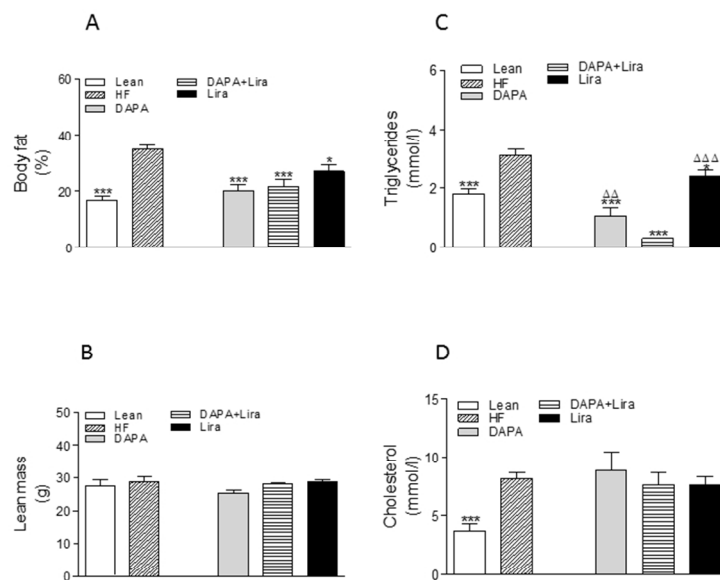 A
Lean
HF
DAPA
DAPA+Lira
Lira
Body fat
(%)
60
40
20
0
***
***
***
*
C
Lean
HF
DAPA
DAPA+Lira
Lira
Triglycerides
(mmol/l)
6
4
2
0
***
ΔΔ
***
***
ΔΔΔ
*
B
Lean
HF
DAPA
DAPA+Lira
Lira
Lean mass
(g)
50
40
30
20
10
0
D
Lean
HF
DAPA
DAPA+Lira
Lira
Cholesterol
(mmol/l)
15
10
5
0
***